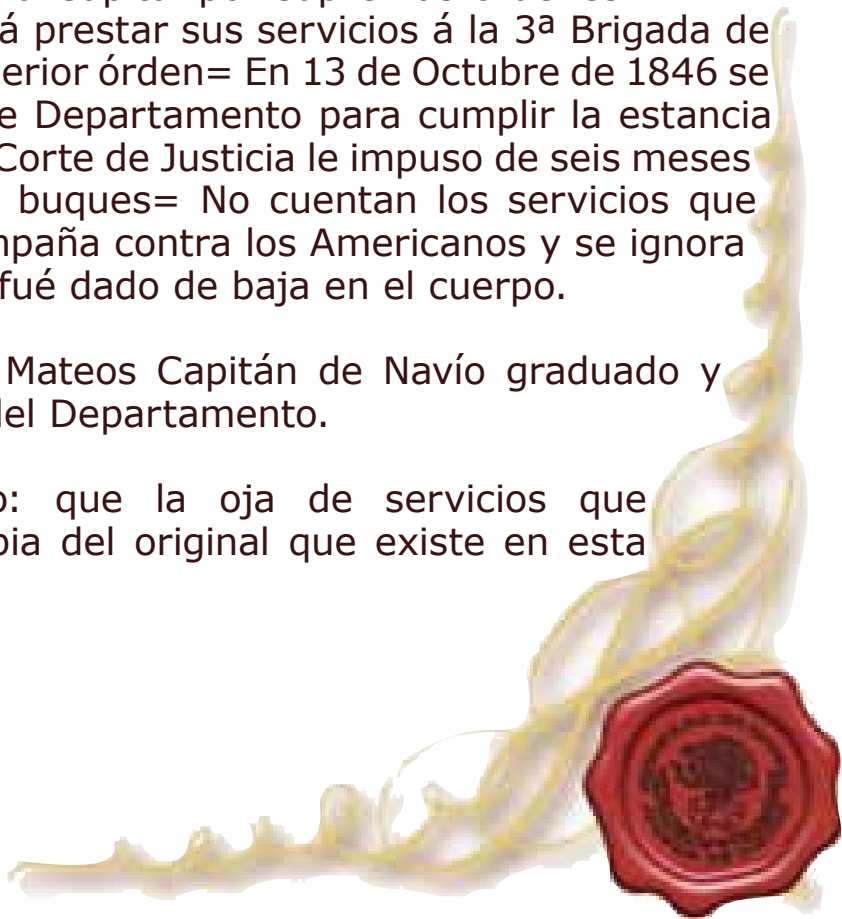 á prestar sus servicios á la 3ª Brigada de
erior órden= En 13 de Octubre de 1846 se
e Departamento para cumplir la estancia
Corte de Justicia le impuso de seis meses
buques= No cuentan los servicios que
mpaña contra los Americanos y se ignora
fué dado de baja en el cuerpo.
Mateos Capitán de Navío graduado y
del Departamento.
o: que la oja de servicios que
pia del original que existe en esta